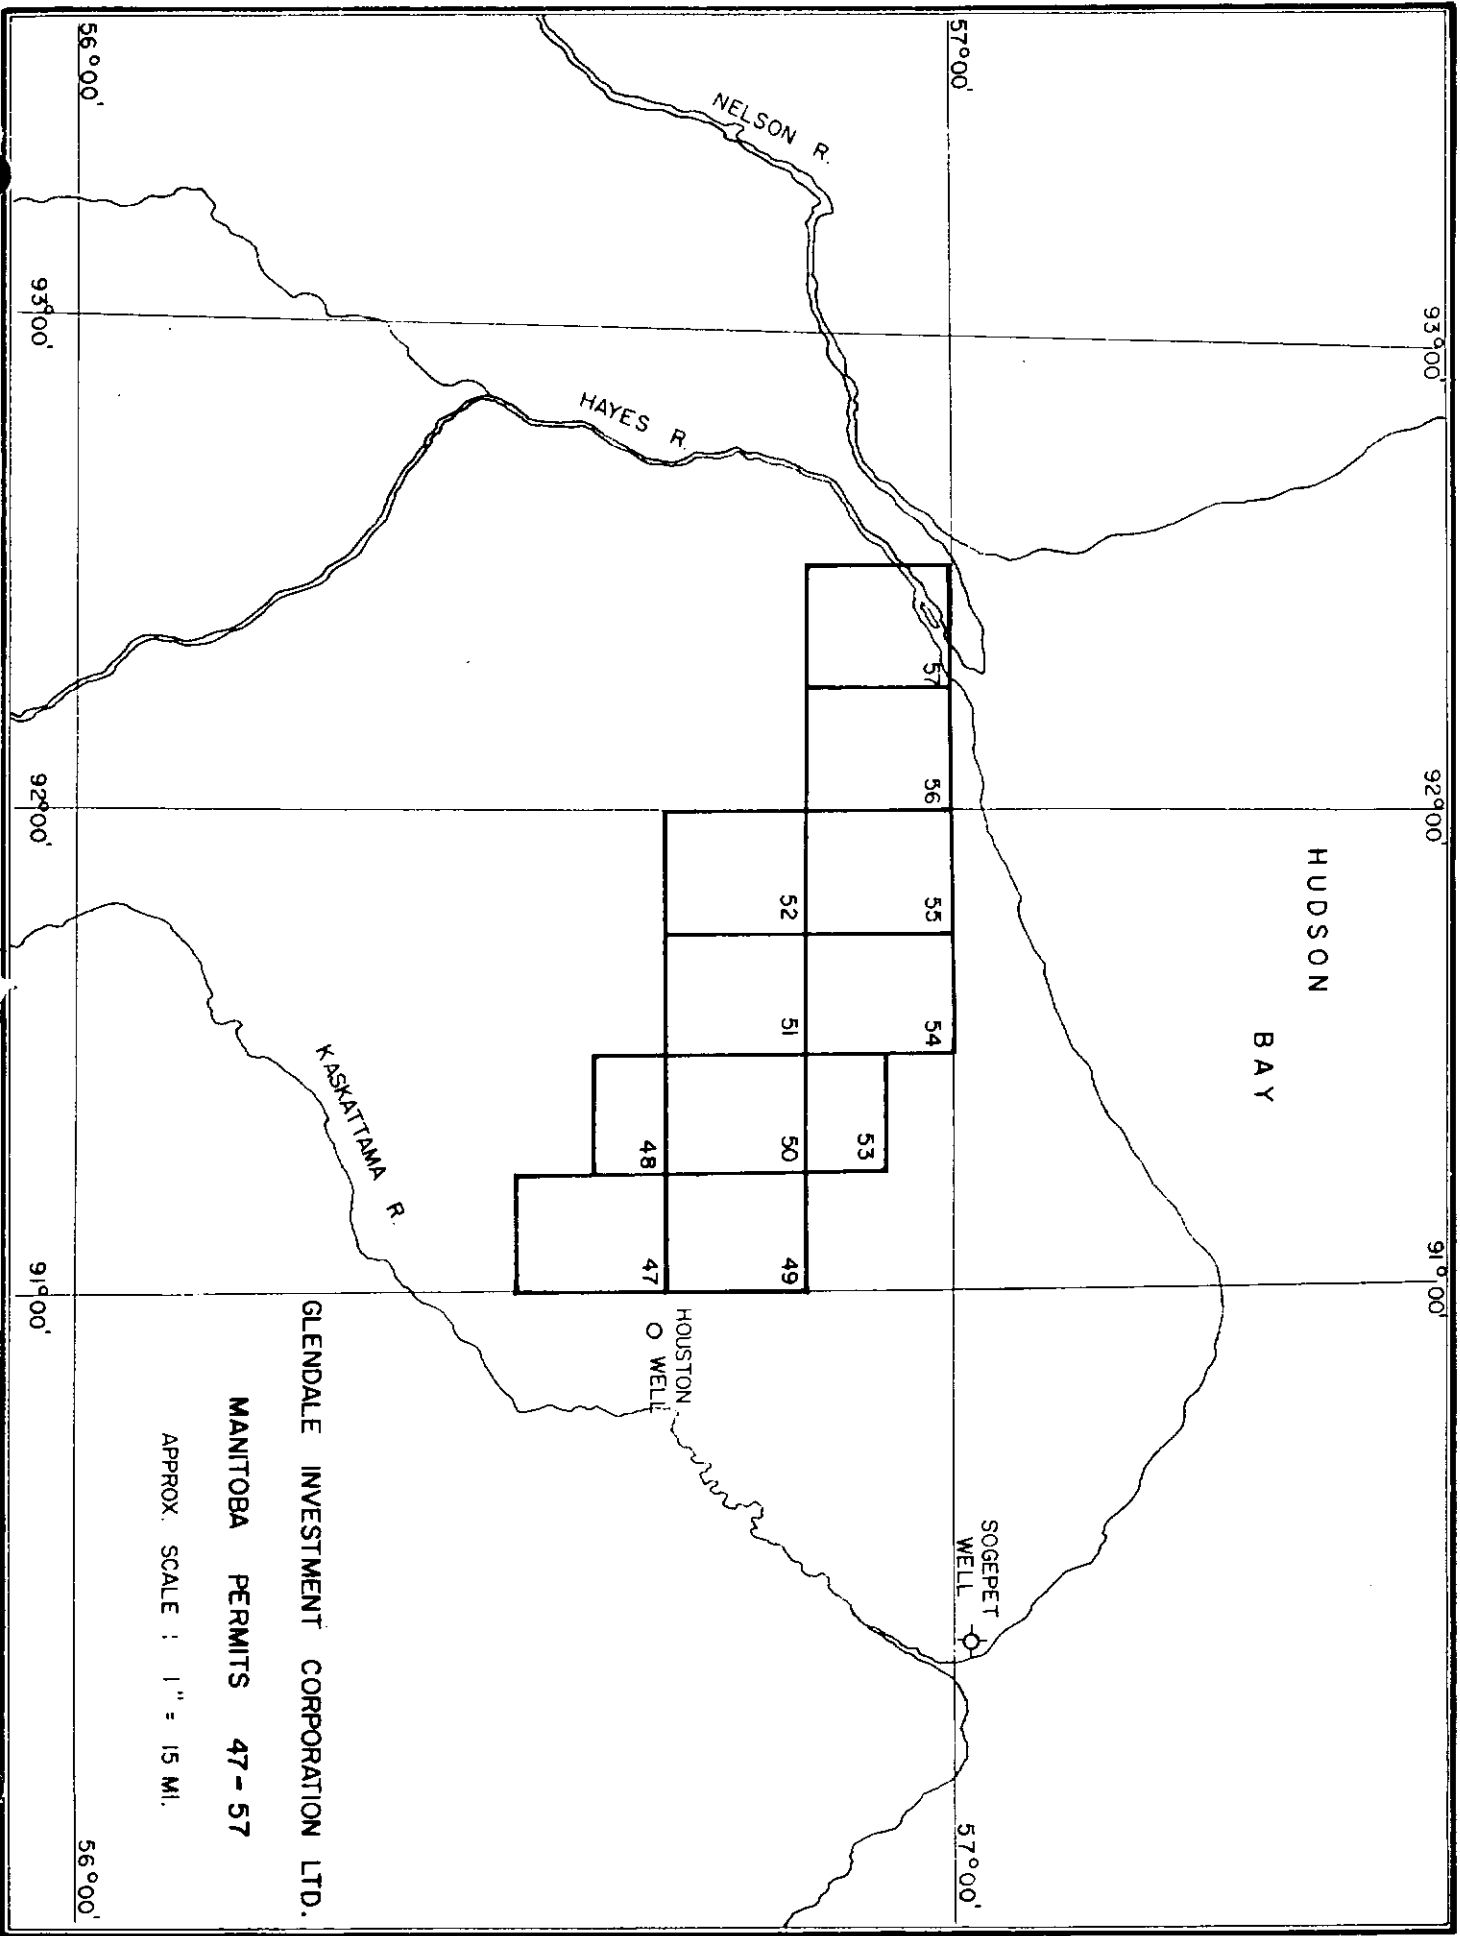 93°00'
92°00'
91°00'
HUDSON
BAY
57°00'
57°00'
SOGEPET
WELL
NELSON R.
HAYES R.
57
56
55
54
53
52
51
50
49
48
47
HOUSTON
WELL
KASKATTAMA R.
56°00'
56°00'
93°00'
92°00'
91°00'
GLENDALE INVESTMENT CORPORATION LTD.
MANITOBA PERMITS 47-57
APPROX. SCALE : 1" = 15 MI.